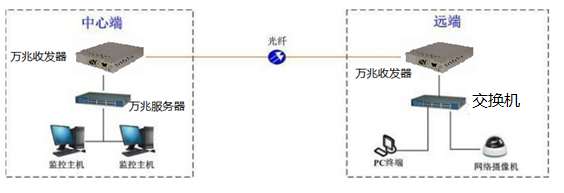 中心端
万兆收发器
万兆服务器
监控主机
监控主机
光纤
远端
万兆收发器
交换机
PC终端
网络摄像机